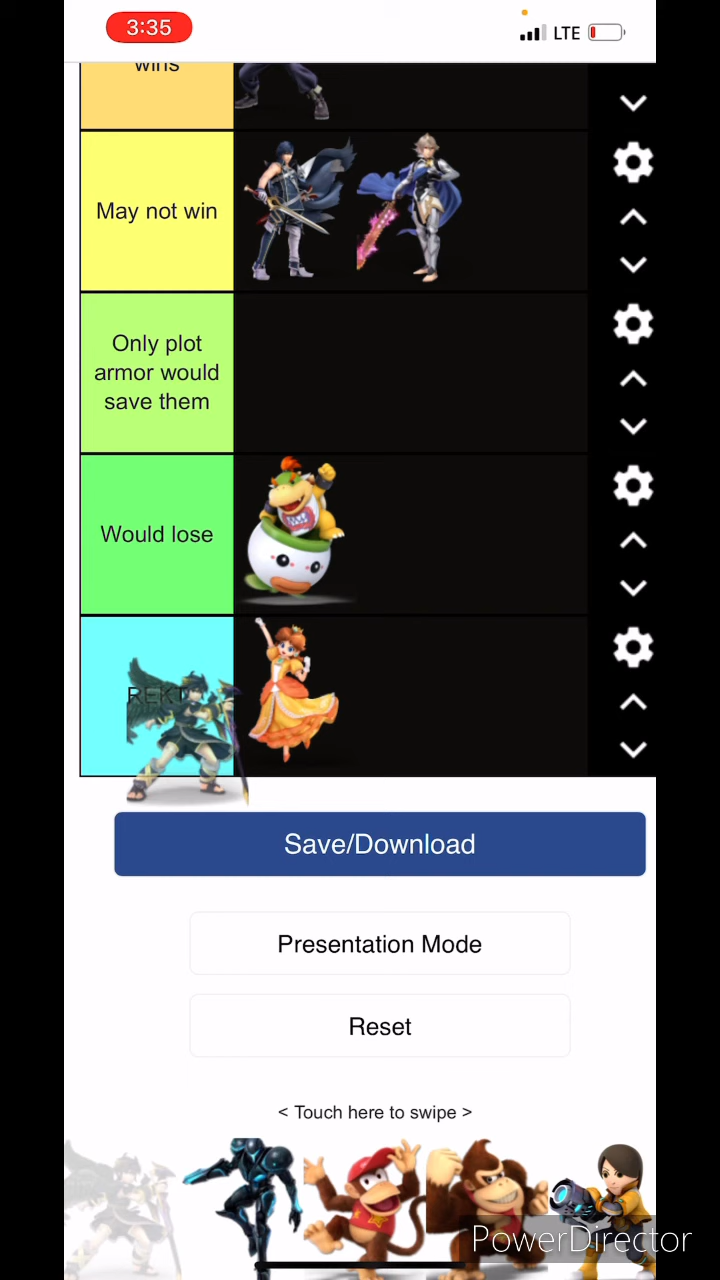 3:35
LTE
wins
May not win
Only plot
armor would
save them
Would lose
REKT
Save/Download
Presentation Mode
Reset
< Touch here to swipe >
PowerDirector